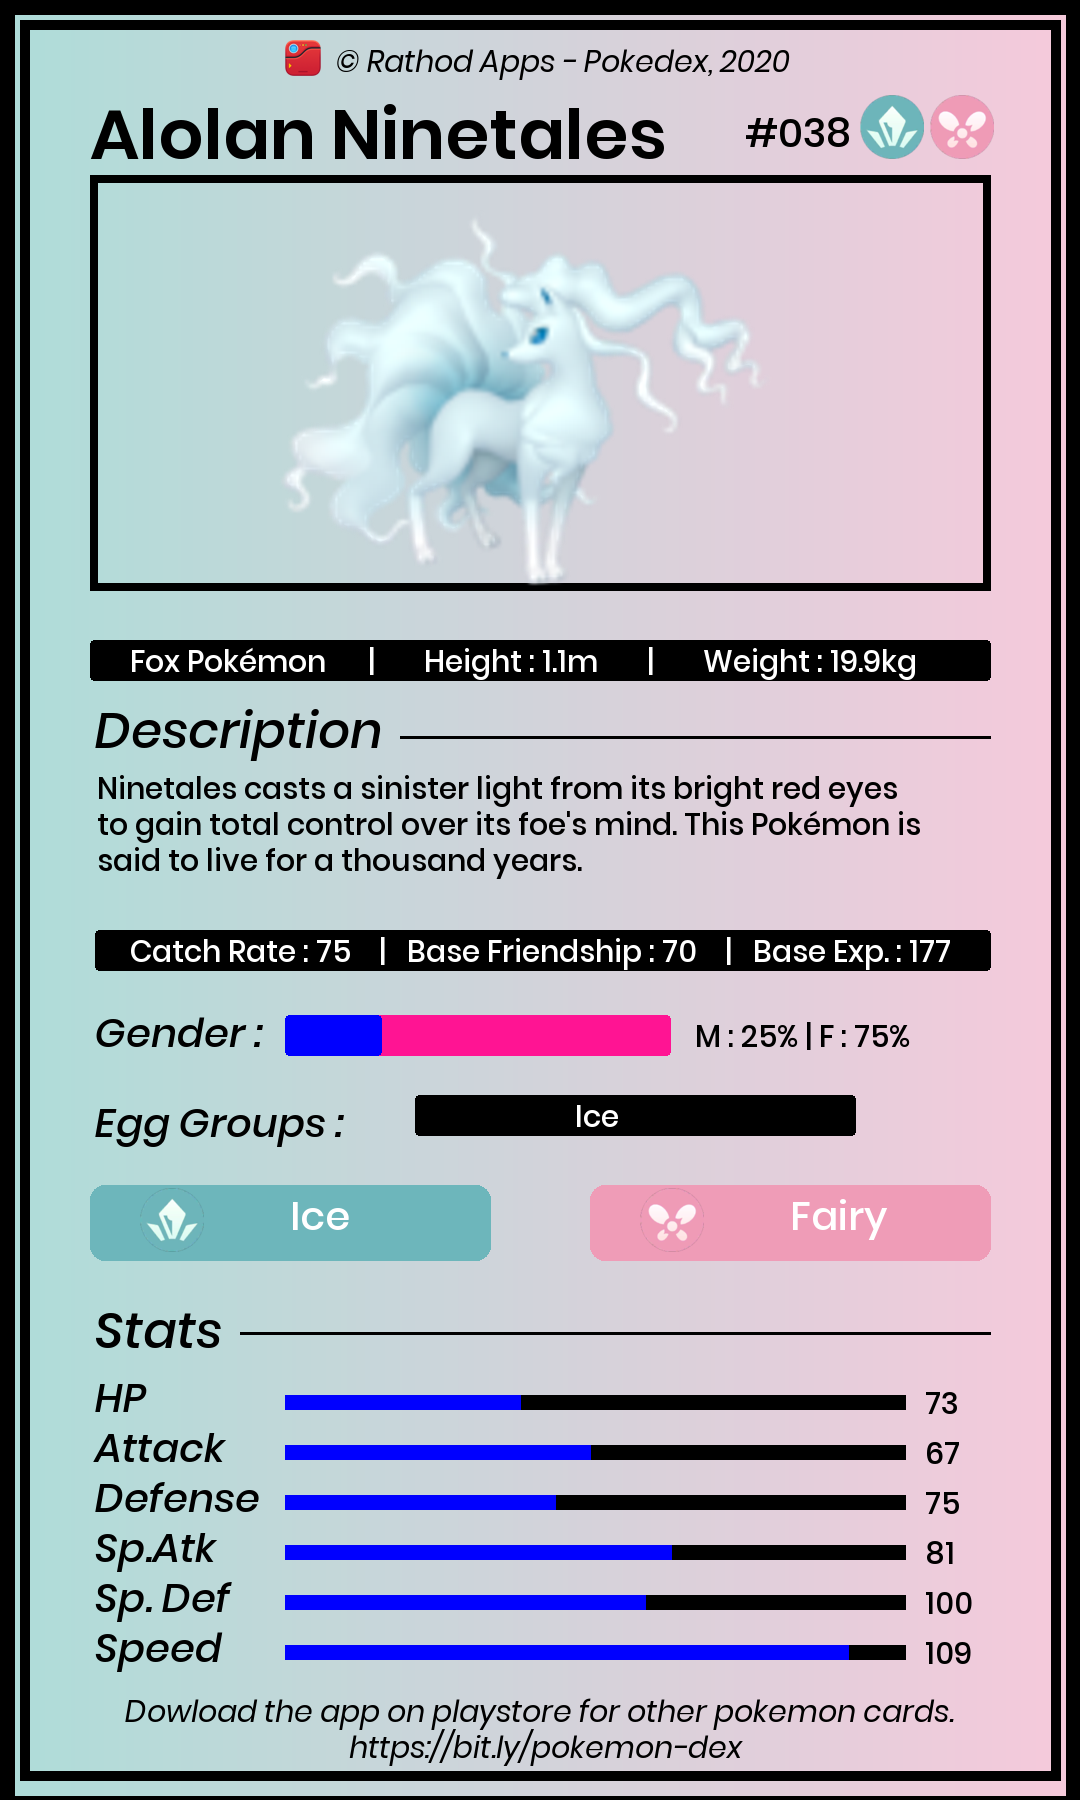 © Rathod Apps - Pokedex, 2020
Alolan Ninetales #038
Fox Pokémon | Height : 1.1m | Weight : 19.9kg
Description
Ninetales casts a sinister light from its bright red eyes
to gain total control over its foe's mind. This Pokémon is
said to live for a thousand years.
Catch Rate : 75 | Base Friendship : 70 | Base Exp. : 177
Gender : M : 25% | F : 75%
Egg Groups : Ice
Ice Fairy
Stats
HP 73
Attack 67
Defense 75
Sp.Atk 81
Sp. Def 100
Speed 109
Dowload the app on playstore for other pokemon cards.
https://bit.ly/pokemon-dex